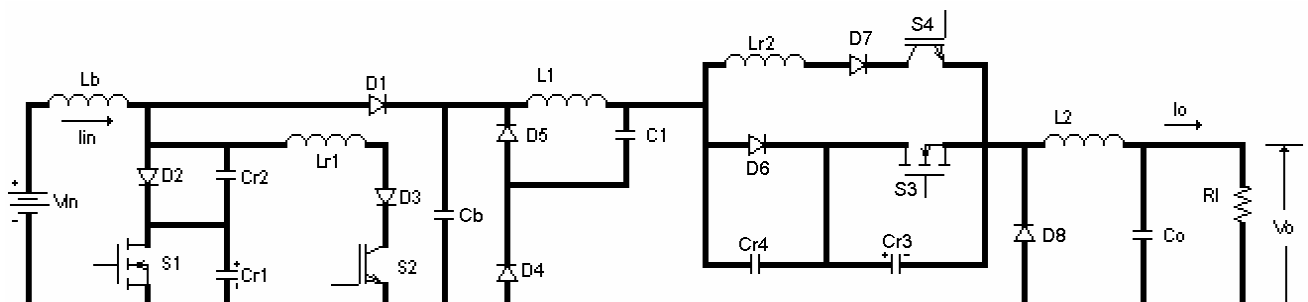 S4
Lr2
D7
Lb
D1
L1
Iin
D5
C1
L2
Io
Lr1
D6
D2
Cr2
S3
D3
Vin
Cb
Rl
Vo
Cr4
Cr3
D8
Co
S1
Cr1
S2
D4